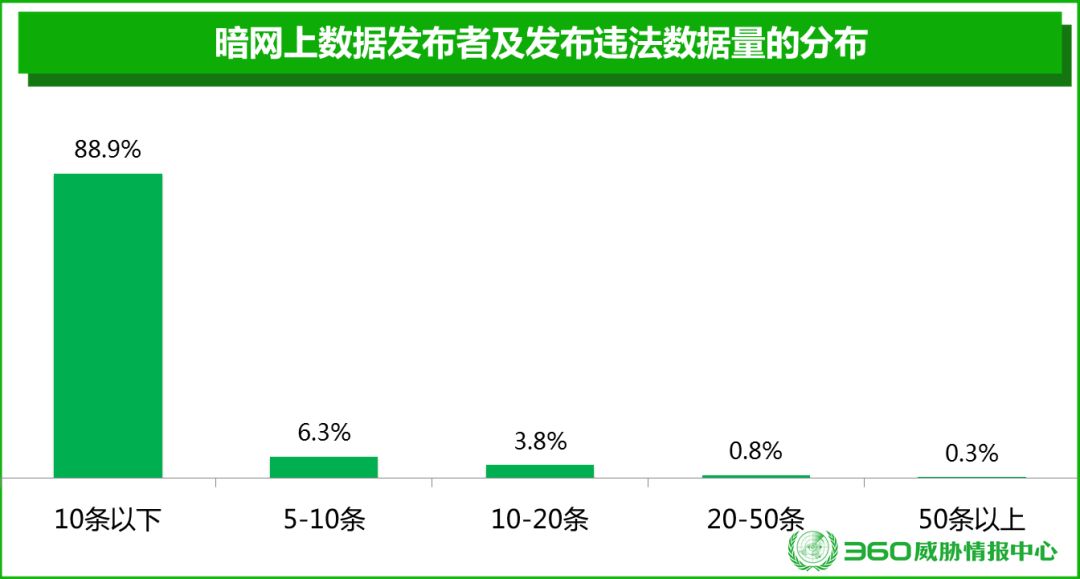 暗网上数据发布者及发布违法数据量的分布
88.9%
6.3%
3.8%
0.8%
0.3%
10条以下
5-10条
10-20条
20-50条
50条以上
360威胁情报中心